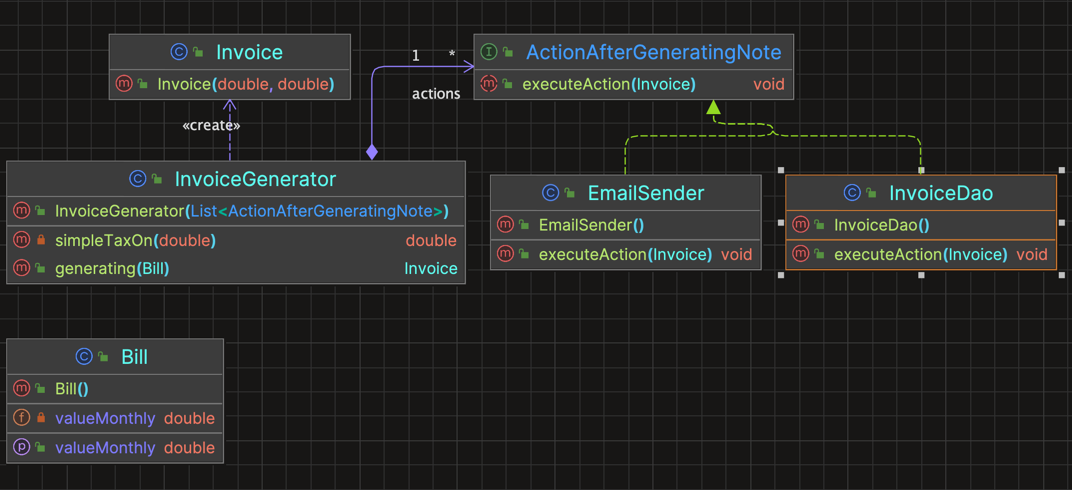 Invoice
Invoice(double, double)
1 *
actions
ActionAfterGeneratingNote
executeAction(Invoice) void
«create»
InvoiceGenerator
InvoiceGenerator(List<ActionAfterGeneratingNote>)
simpleTaxOn(double) double
generating(Bill) Invoice
EmailSender
EmailSender()
executeAction(Invoice) void
InvoiceDao
InvoiceDao()
executeAction(Invoice) void
Bill
Bill()
valueMonthly double
valueMonthly double